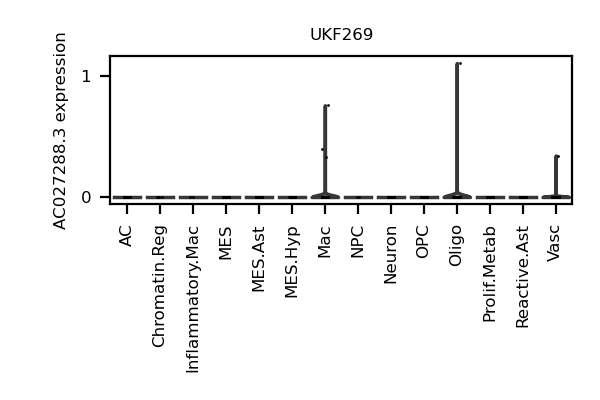 UKF269
AC027288.3 expression
1
0
AC
Chromatin.Reg
Inflammatory.Mac
MES
MES.Ast
MES.Hyp
Mac
NPC
Neuron
OPC
Oligo
Prolif.Metab
Reactive.Ast
Vasc